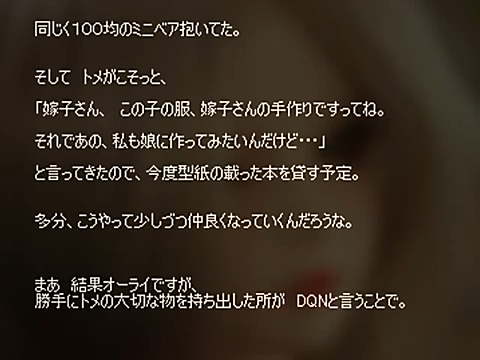 同じく100均のミニベア抱いてた。
そして　トメがこそっと、
「嫁子さん、　この子の服、嫁子さんの手作りですってね。
それであの、私も娘に作ってみたいんだけど・・・」
と言ってきたので、今度型紙の載った本を貸す予定。
多分、こうやって少しづつ仲良くなっていくんだろうな。
まあ　結果オーライですが、
勝手にトメの大切な物を持ち出した所が　DQNと言うことで。